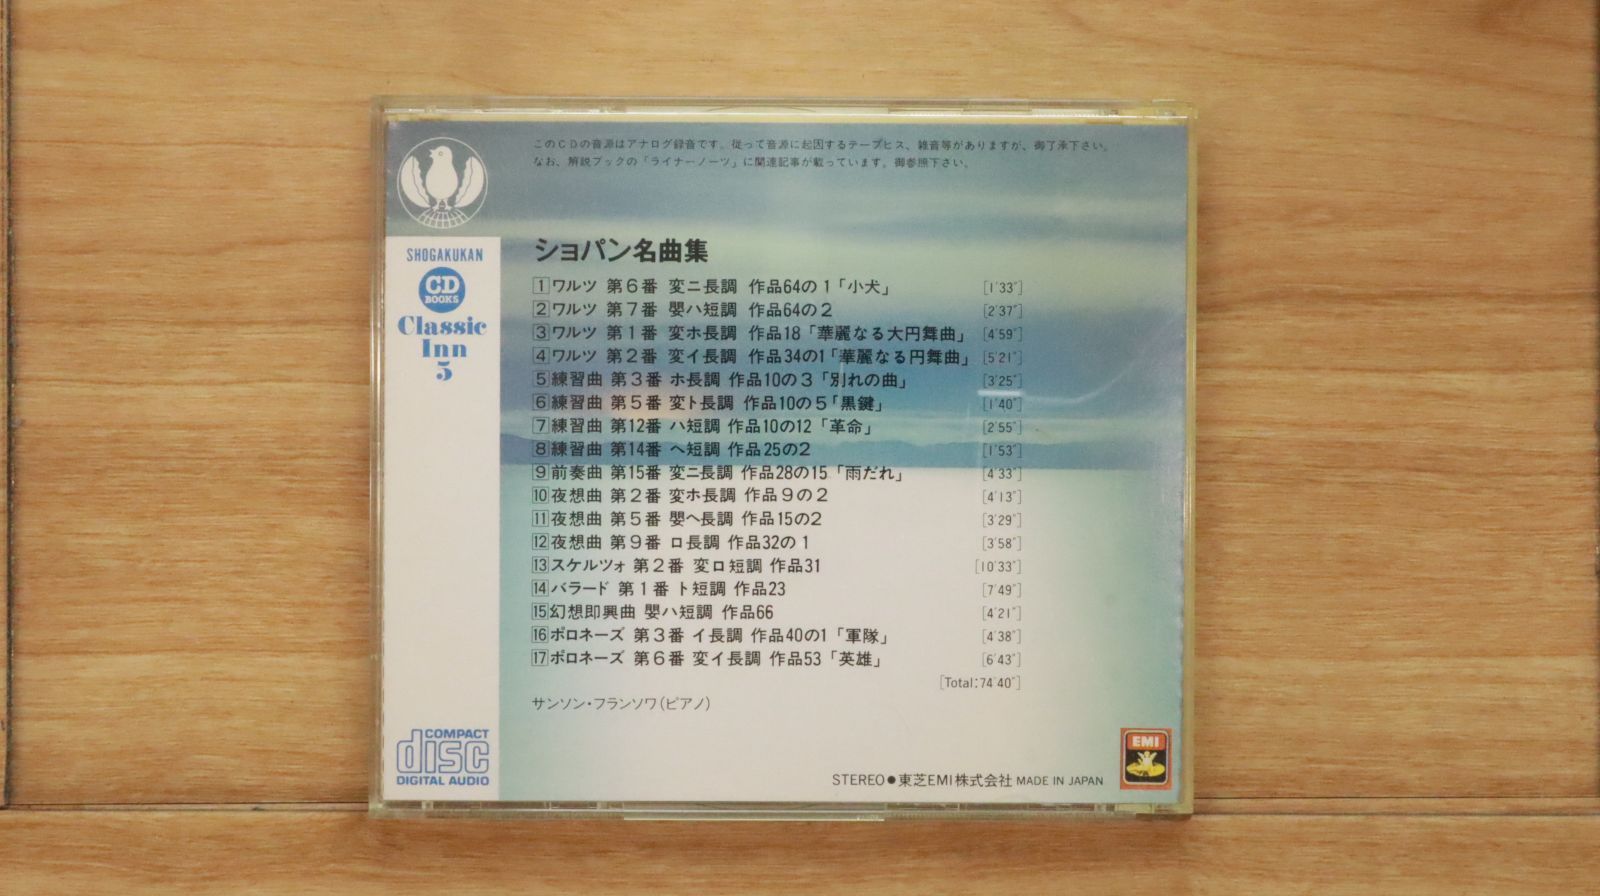 このCDの音源はアナログ録音です。従って音源に起因するテープヒス、雑音等がありますが、御了承下さい。
なお、解説ブックの「ライナーノーツ」に関連記事が載っています。御参照下さい。
SHOGAKUKAN
CD
BOOKS
Classic
Inn
5
ショパン名曲集
1 ワルツ 第6番 変ニ長調 作品64の1「小犬」 [1'33"]
2 ワルツ 第7番 嬰ハ短調 作品64の2 [2'37"]
3 ワルツ 第1番 変ホ長調 作品18「華麗なる大円舞曲」 [4'59"]
4 ワルツ 第2番 変イ長調 作品34の1「華麗なる円舞曲」 [5'21"]
5 練習曲 第3番 ホ長調 作品10の3「別れの曲」 [3'25"]
6 練習曲 第5番 変ト長調 作品10の5「黒鍵」 [1'40"]
7 練習曲 第12番 ハ短調 作品10の12「革命」 [2'55"]
8 練習曲 第14番 ヘ短調 作品25の2 [1'53"]
9 前奏曲 第15番 変ニ長調 作品28の15「雨だれ」 [4'33"]
10 夜想曲 第2番 変ホ長調 作品9の2 [4'13"]
11 夜想曲 第5番 嬰ヘ長調 作品15の2 [3'29"]
12 夜想曲 第9番 ロ長調 作品32の1 [3'58"]
13 スケルツォ 第2番 変ロ短調 作品31 [10'33"]
14 バラード 第1番 ト短調 作品23 [7'49"]
15 幻想即興曲 嬰ハ短調 作品66 [4'21"]
16 ポロネーズ 第3番 イ長調 作品40の1「軍隊」 [4'38"]
17 ポロネーズ 第6番 変イ長調 作品53「英雄」 [6'43"]
[Total:74'40"]
サンソン・フランソワ(ピアノ)
COMPACT
disc
DIGITAL AUDIO
STEREO●東芝EMI株式会社 MADE IN JAPAN
EMI